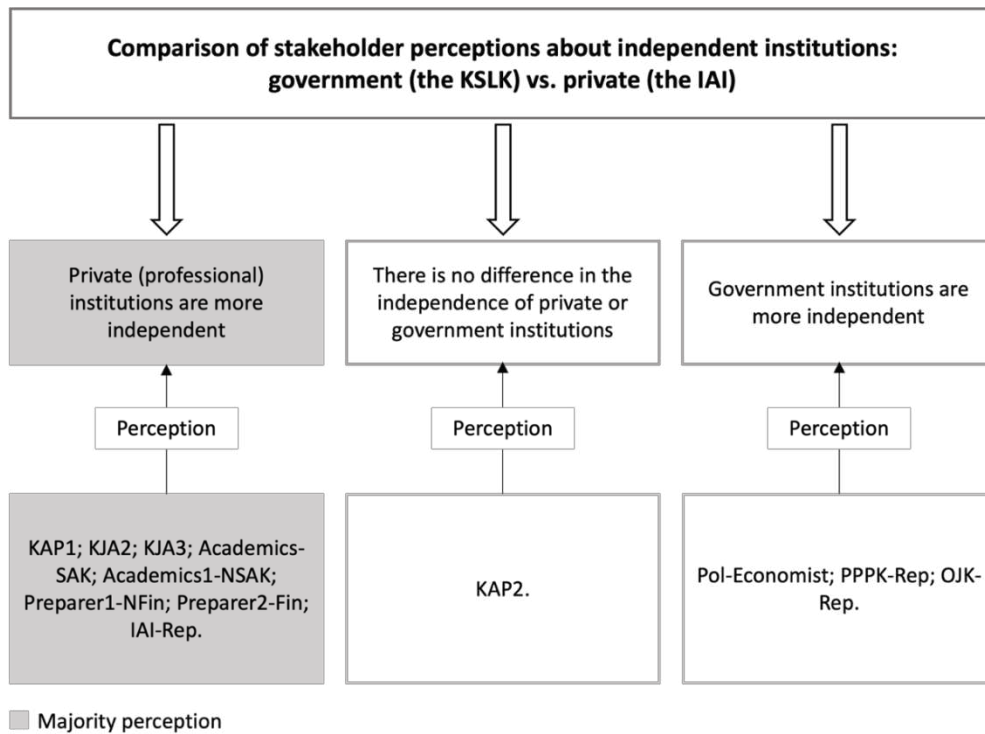 Comparison of stakeholder perceptions about independent institutions:
government (the KSLK) vs. private (the IAI)
Private (professional)
institutions are more
independent
There is no difference in the
independence of private or
government institutions
Government institutions are
more independent
Perception
Perception
Perception
KAP1; KJA2; KJA3; Academics-
SAK; Academics1-NSAK;
Preparer1-NFin; Preparer2-Fin;
IAI-Rep.
KAP2.
Pol-Economist; PPPK-Rep; OJK-
Rep.
Majority perception